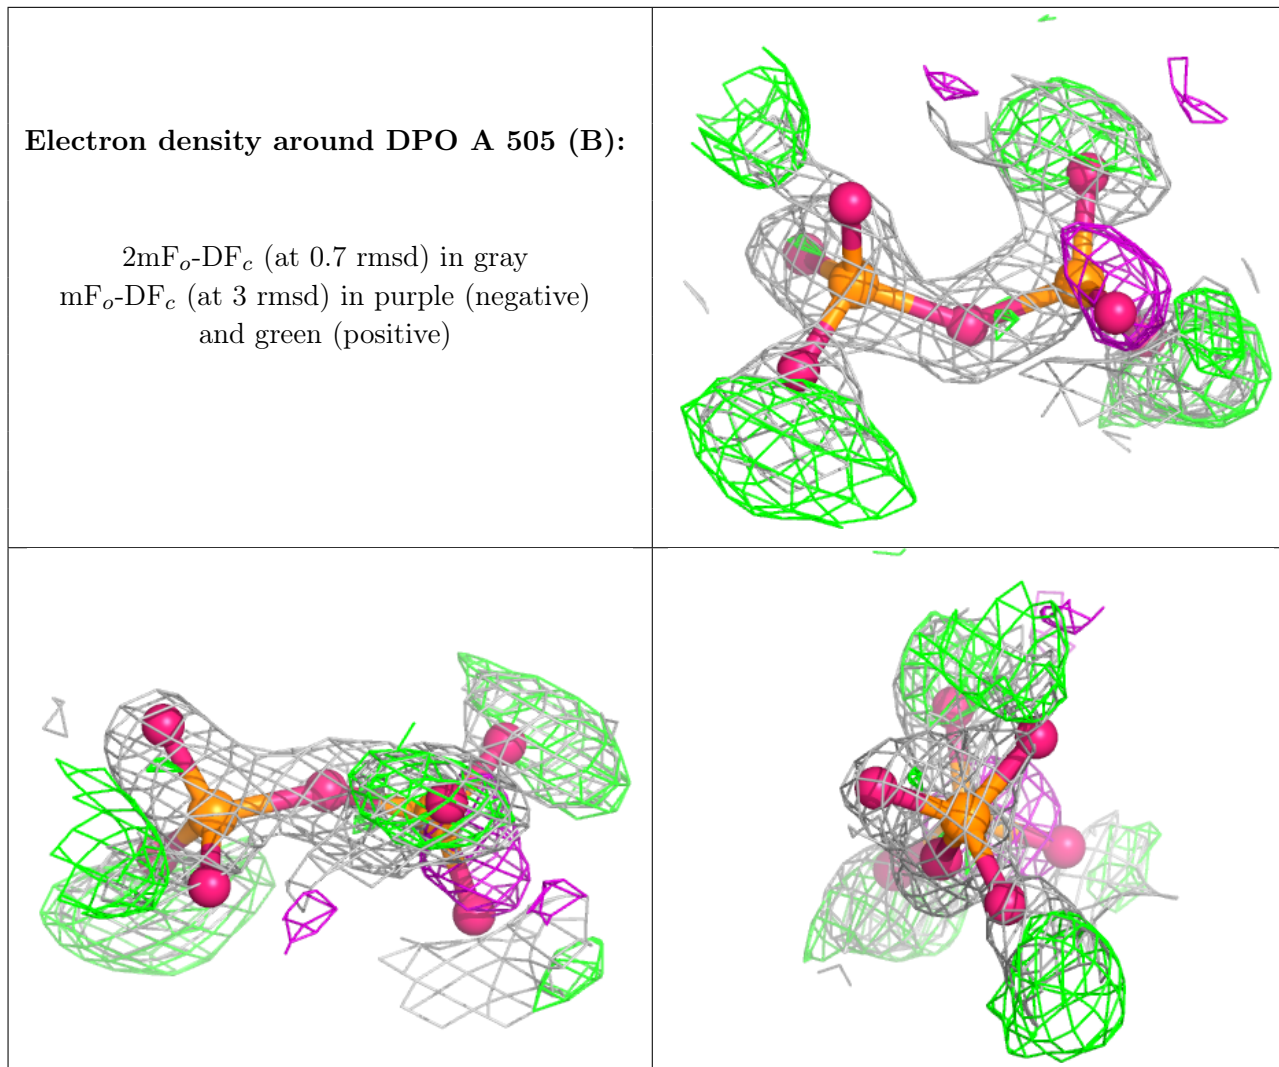 Electron density around DPO A 505 (B):
2mFo-DFc (at 0.7 rmsd) in gray
mFo-DFc (at 3 rmsd) in purple (negative)
and green (positive)